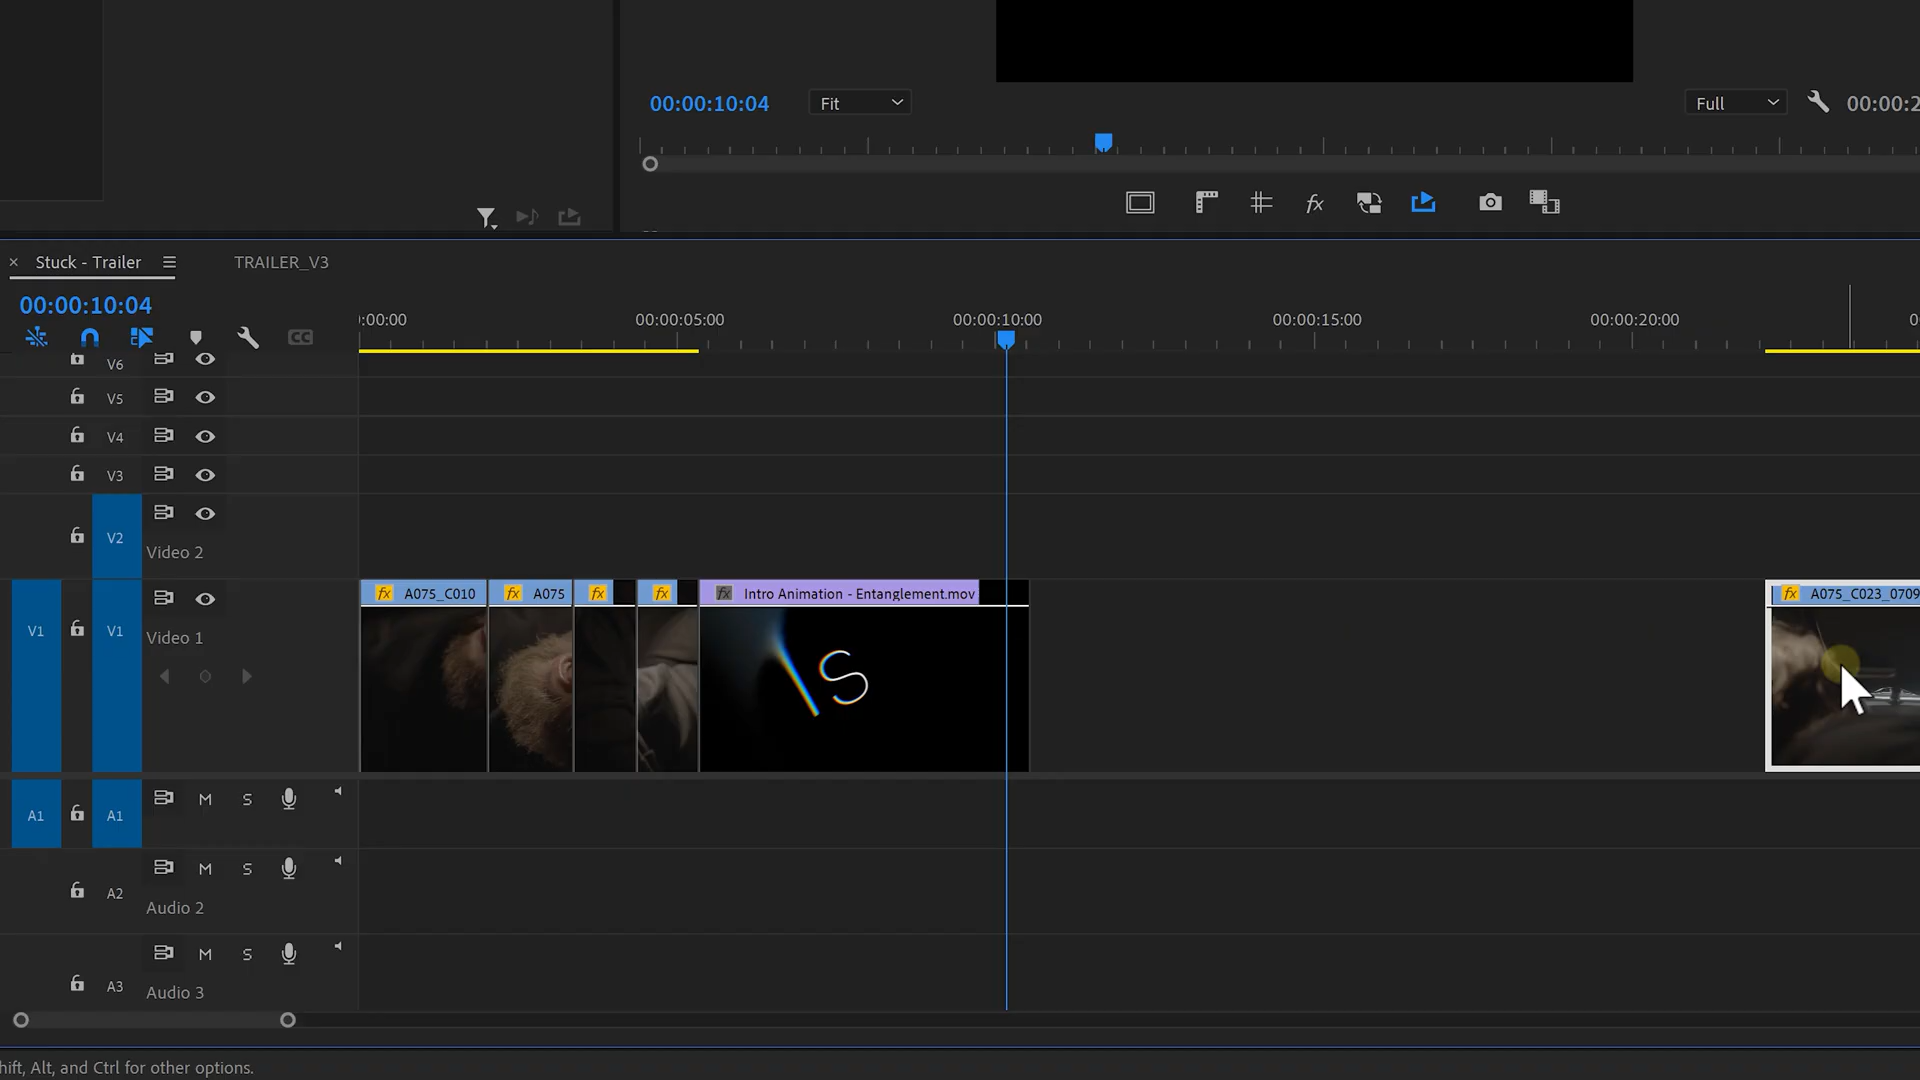 00:00:10:04
Fit
Full
00:00:2
fx
× Stuck - Trailer
TRAILER_V3
00:00:10:04
CC
:00:00
00:00:05:00
00:00:10:00
00:00:15:00
00:00:20:00
V6
V5
V4
V3
V2
Video 2
V1
V1
Video 1
fx A075_C010
fx A075
fx
fx
fx Intro Animation - Entanglement.mov
fx A075_C023_0709
S
A1
A1
M
S
A2
M
S
Audio 2
A3
M
S
Audio 3
hift, Alt, and Ctrl for other options.